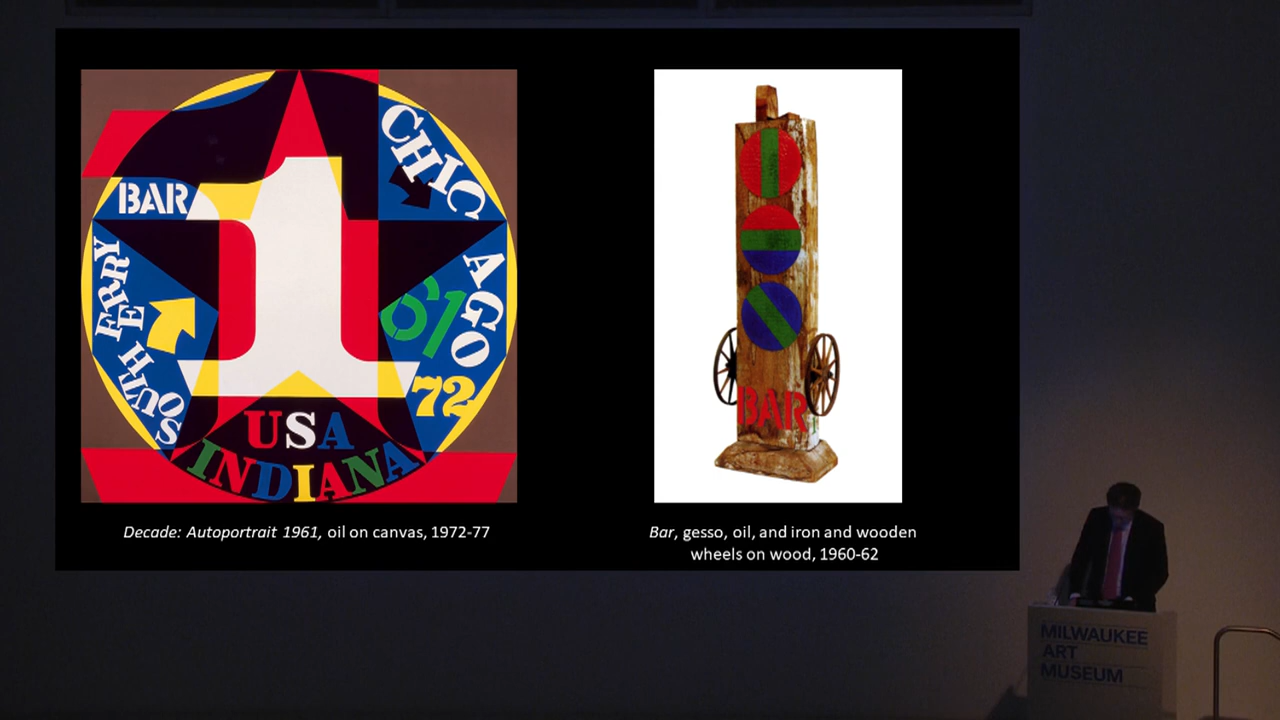 CHIC
AGO
BAR
FERRY
SOUTH
61
72
USA
INDIANA
BAR
Decade: Autoportrait 1961, oil on canvas, 1972-77
Bar, gesso, oil, and iron and wooden
wheels on wood, 1960-62
MILWAUKEE
ART
MUSEUM